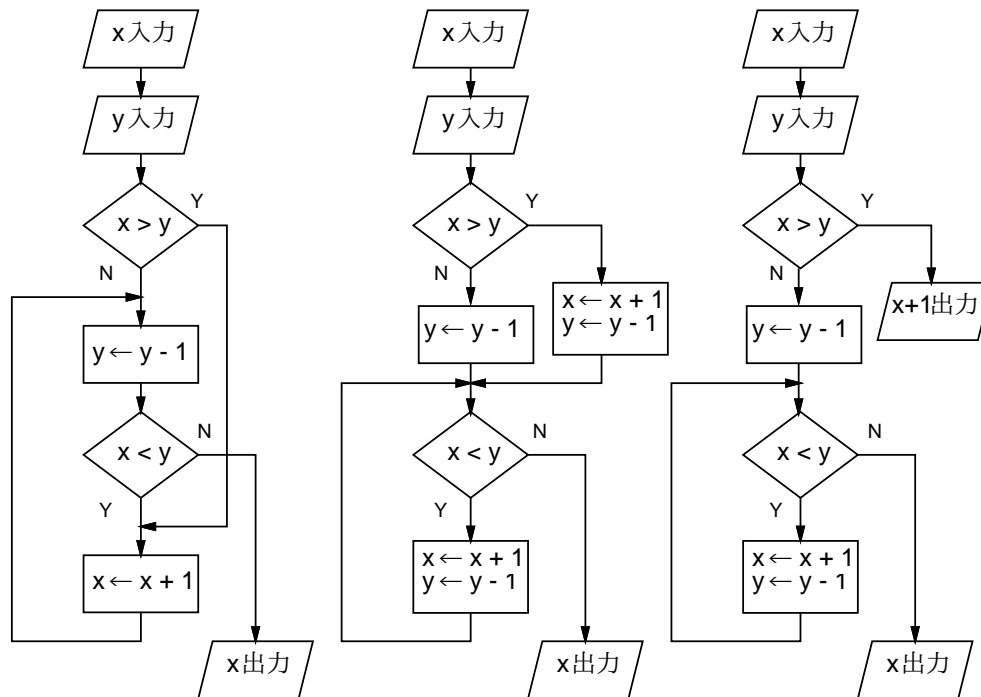 x入力
y入力
x > y
Y
N
y ← y - 1
x < y
N
Y
x ← x + 1
x出力
x入力
y入力
x > y
Y
N
x ← x + 1
y ← y - 1
y ← y - 1
x < y
N
Y
x ← x + 1
y ← y - 1
x出力
x入力
y入力
x > y
Y
N
x+1出力
y ← y - 1
x < y
N
Y
x ← x + 1
y ← y - 1
x出力